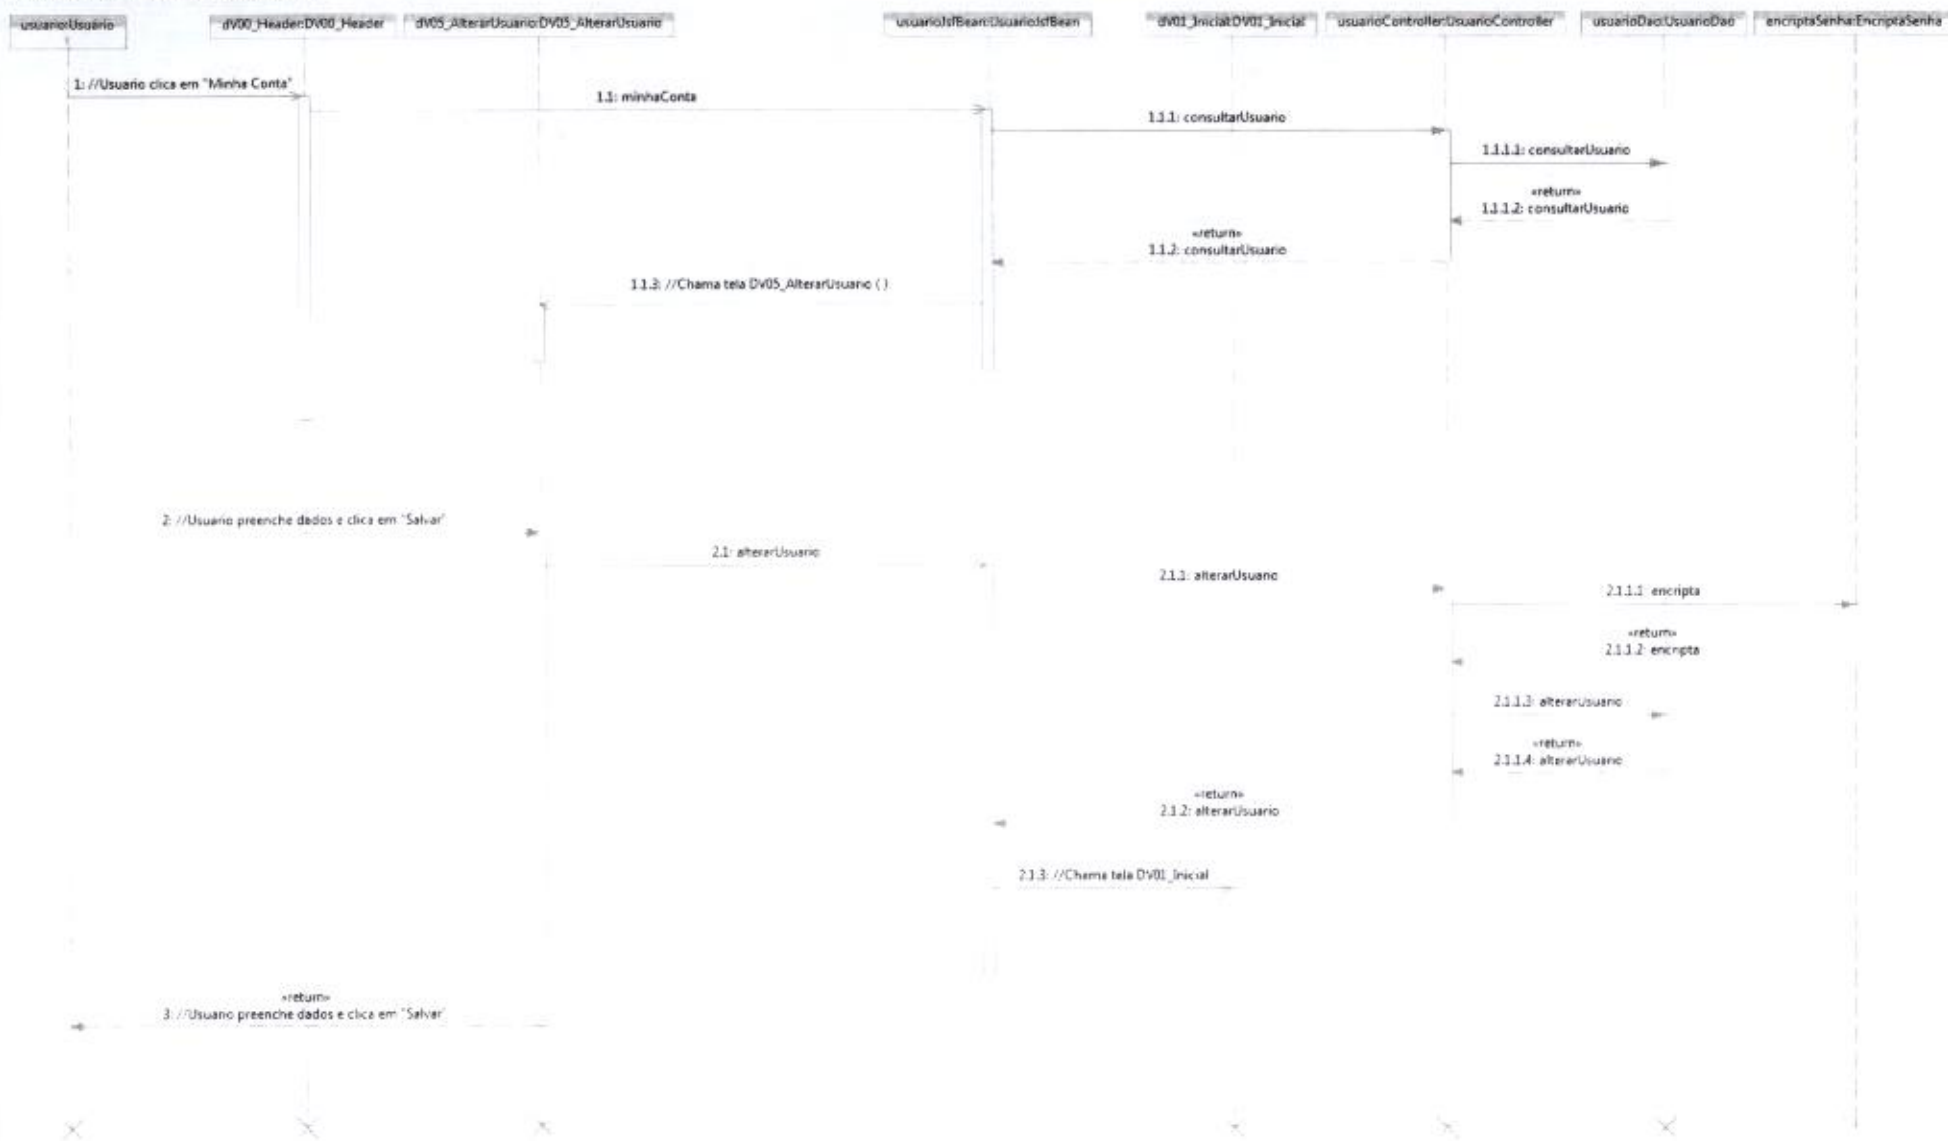 usuario:Usuario
dV00_Header:DV00_Header
dV05_AlterarUsuario:DV05_AlterarUsuario
usuarioJsfBean:UsuarioJsfBean
dV01_Inicial:DV01_Inicial
usuarioController:UsuarioController
usuarioDao:UsuarioDao
encriptaSenha:EncriptaSenha
1: //Usuario clica em "Minha Conta"
1.1: minhaConta
1.1.1: consultarUsuario
1.1.1.1: consultarUsuario
«return»
1.1.1.2: consultarUsuario
«return»
1.1.2: consultarUsuario
1.1.3: //Chama tela DV05_AlterarUsuario ( )
2: //Usuario preenche dados e clica em "Salvar"
2.1: alterarUsuario
2.1.1: alterarUsuario
2.1.1.1: encripta
«return»
2.1.1.2: encripta
2.1.1.3: alterarUsuario
«return»
2.1.1.4: alterarUsuario
«return»
2.1.2: alterarUsuario
2.1.3: //Chama tela DV01_Inicial
«return»
3: //Usuario preenche dados e clica em "Salvar"